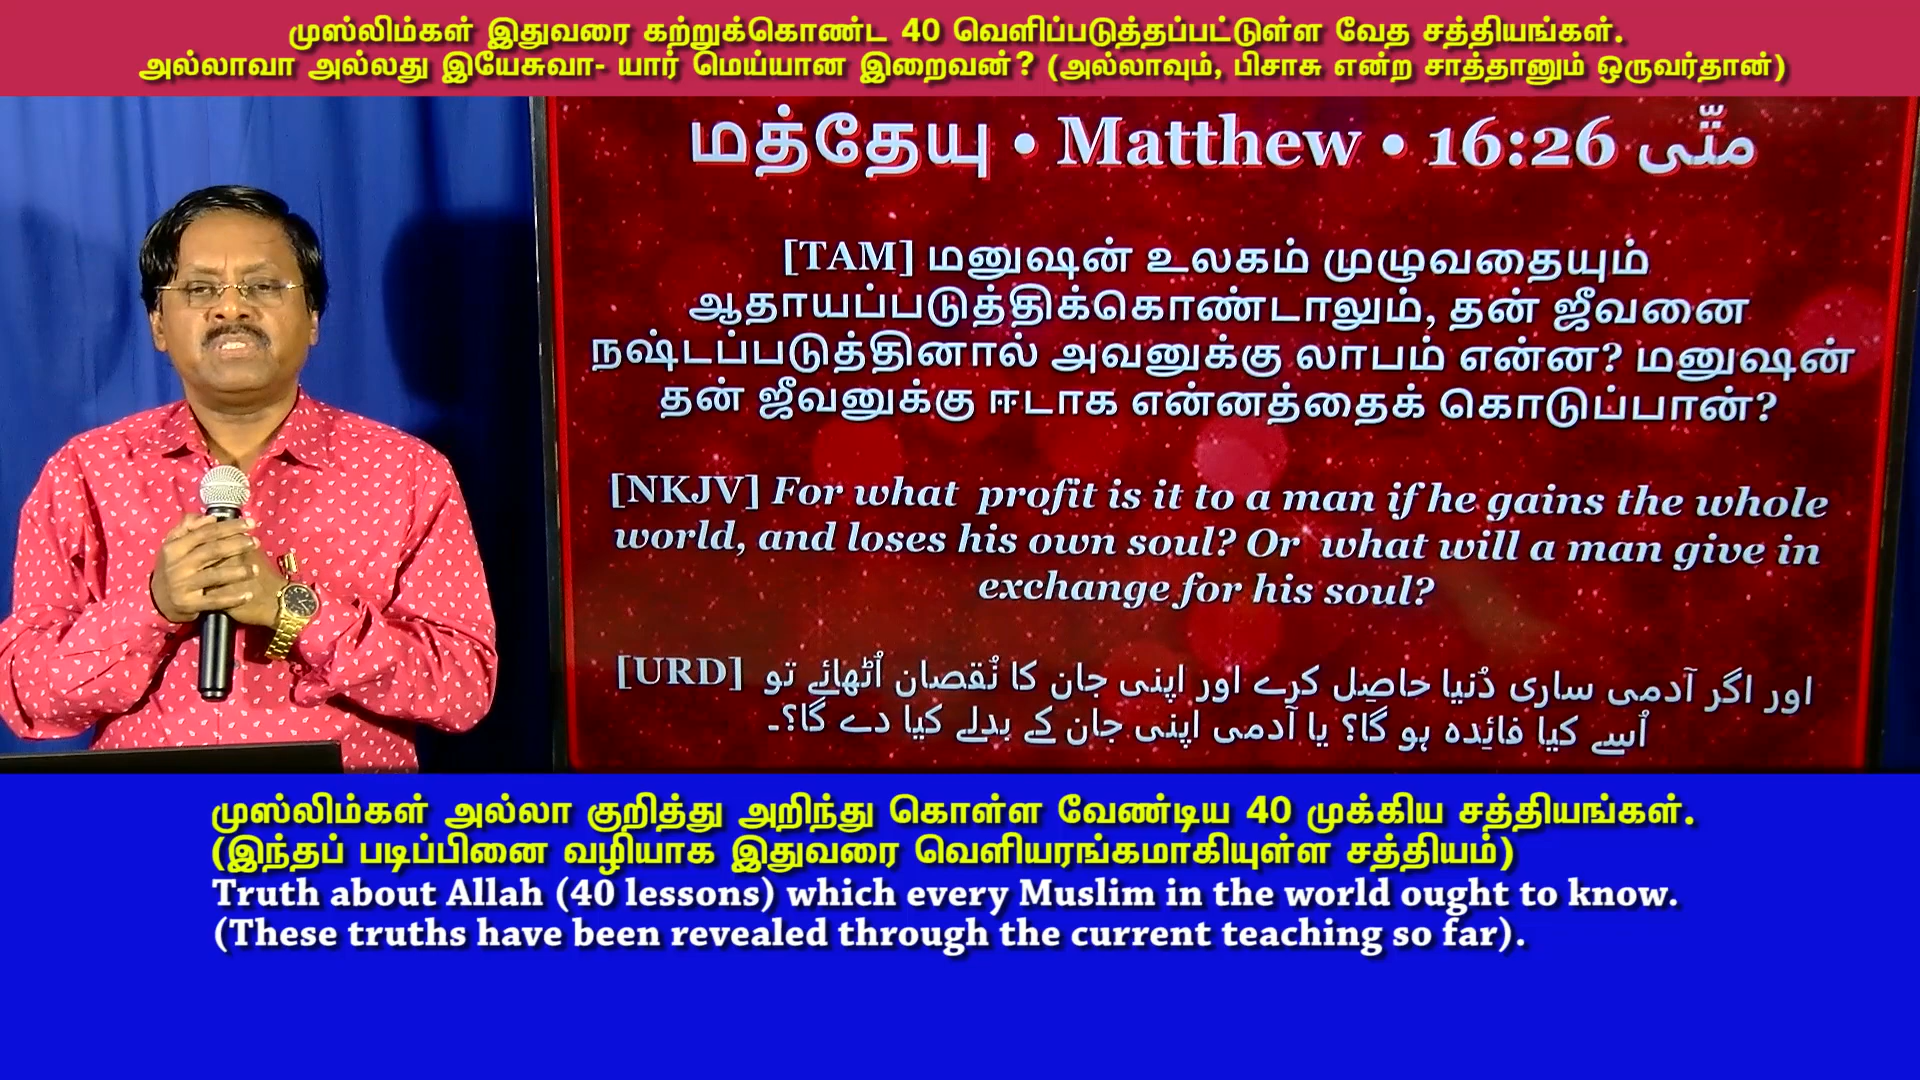 முஸ்லிம்கள் இதுவரை கற்றுக்கொண்ட 40 வெளிப்படுத்தப்பட்டுள்ள வேத சத்தியங்கள்.
அல்லாவா அல்லது இயேசுவா- யார் மெய்யான இறைவன்? (அல்லாவும், பிசாசு என்ற சாத்தானும் ஒருவர்தான்)
மத்தேயு • Matthew • 16:26 متّی
[TAM] மனுஷன் உலகம் முழுவதையும்
ஆதாயப்படுத்திக்கொண்டாலும், தன் ஜீவனை
நஷ்டப்படுத்தினால் அவனுக்கு லாபம் என்ன? மனுஷன்
தன் ஜீவனுக்கு ஈடாக என்னத்தைக் கொடுப்பான்?
[NKJV] For what profit is it to a man if he gains the whole
world, and loses his own soul? Or what will a man give in
exchange for his soul?
[URD] اور اگر آدمی ساری دُنیا حاصِل کرے اور اپنی جان کا نُقصان اُٹھائے تو
اُسے کیا فائِدہ ہو گا؟ یا آدمی اپنی جان کے بدلے کیا دے گا؟۔
முஸ்லிம்கள் அல்லா குறித்து அறிந்து கொள்ள வேண்டிய 40 முக்கிய சத்தியங்கள்.
(இந்தப் படிப்பினை வழியாக இதுவரை வெளியரங்கமாகியுள்ள சத்தியம்)
Truth about Allah (40 lessons) which every Muslim in the world ought to know.
(These truths have been revealed through the current teaching so far).